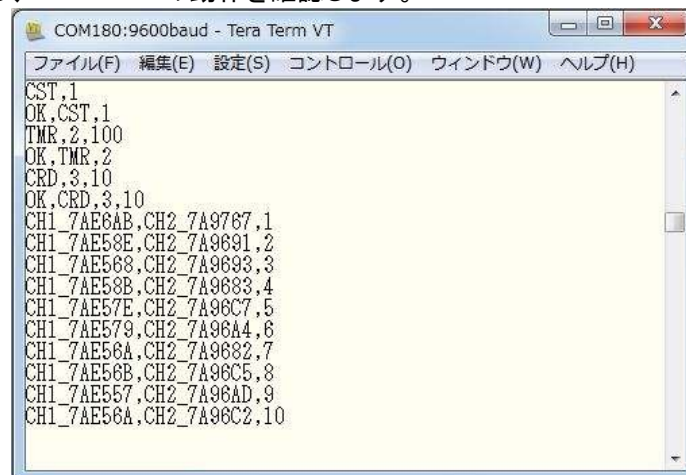 COM180:9600baud - Tera Term VT
ファイル(F) 編集(E) 設定(S) コントロール(O) ウィンドウ(W) ヘルプ(H)
CST,1
OK,CST,1
TMR,2,100
OK,TMR,2
CRD,3,10
OK,CRD,3,10
CH1_7AE6AB,CH2_7A9767,1
CH1_7AE58E,CH2_7A9691,2
CH1_7AE568,CH2_7A9693,3
CH1_7AE58B,CH2_7A9683,4
CH1_7AE57E,CH2_7A96C7,5
CH1_7AE579,CH2_7A96A4,6
CH1_7AE56A,CH2_7A9682,7
CH1_7AE56B,CH2_7A96C5,8
CH1_7AE557,CH2_7A96AD,9
CH1_7AE56A,CH2_7A96C2,10